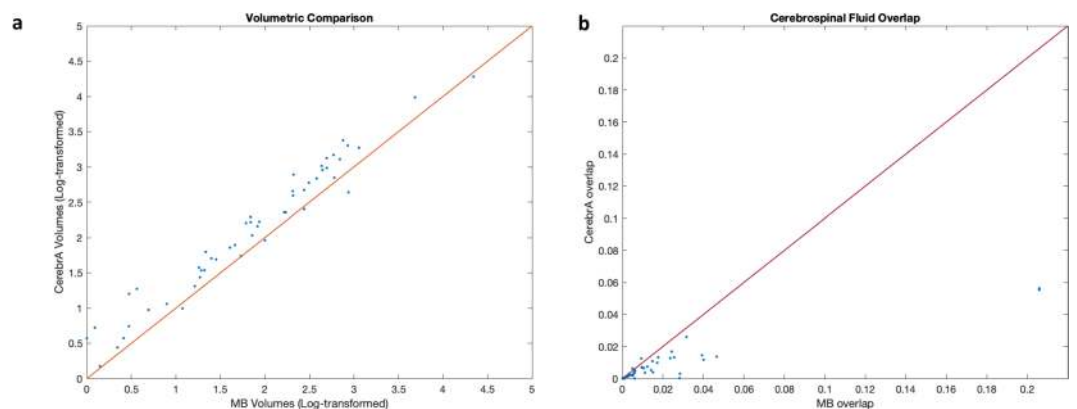 a
Volumetric Comparison
5
4.5
4
3.5
3
2.5
2
1.5
1
0.5
0
CerebrA Volumes (Log-transformed)
0 0.5 1 1.5 2 2.5 3 3.5 4 4.5 5
MB Volumes (Log-transformed)
b
Cerebrospinal Fluid Overlap
0.2
0.18
0.16
0.14
0.12
0.1
0.08
0.06
0.04
0.02
0
CerebrA overlap
0 0.02 0.04 0.06 0.08 0.1 0.12 0.14 0.16 0.18 0.2
MB overlap